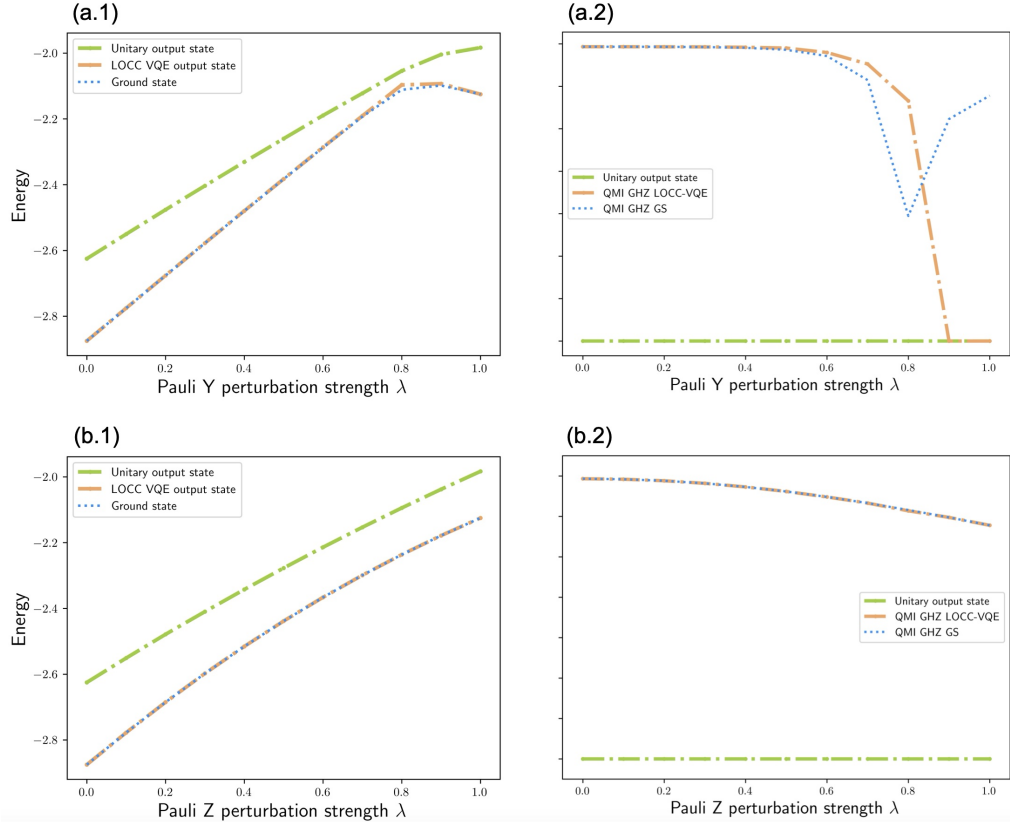 (a.1)
−2.0
−2.2
−2.4
−2.6
−2.8
Energy
Unitary output state
LOCC VQE output state
Ground state
0.0 0.2 0.4 0.6 0.8 1.0
Pauli Y perturbation strength λ
(a.2)
Unitary output state
QMI GHZ LOCC-VQE
QMI GHZ GS
0.0 0.2 0.4 0.6 0.8 1.0
Pauli Y perturbation strength λ
(b.1)
−2.0
−2.2
−2.4
−2.6
−2.8
Energy
Unitary output state
LOCC VQE output state
Ground state
0.0 0.2 0.4 0.6 0.8 1.0
Pauli Z perturbation strength λ
(b.2)
Unitary output state
QMI GHZ LOCC-VQE
QMI GHZ GS
0.0 0.2 0.4 0.6 0.8 1.0
Pauli Z perturbation strength λ